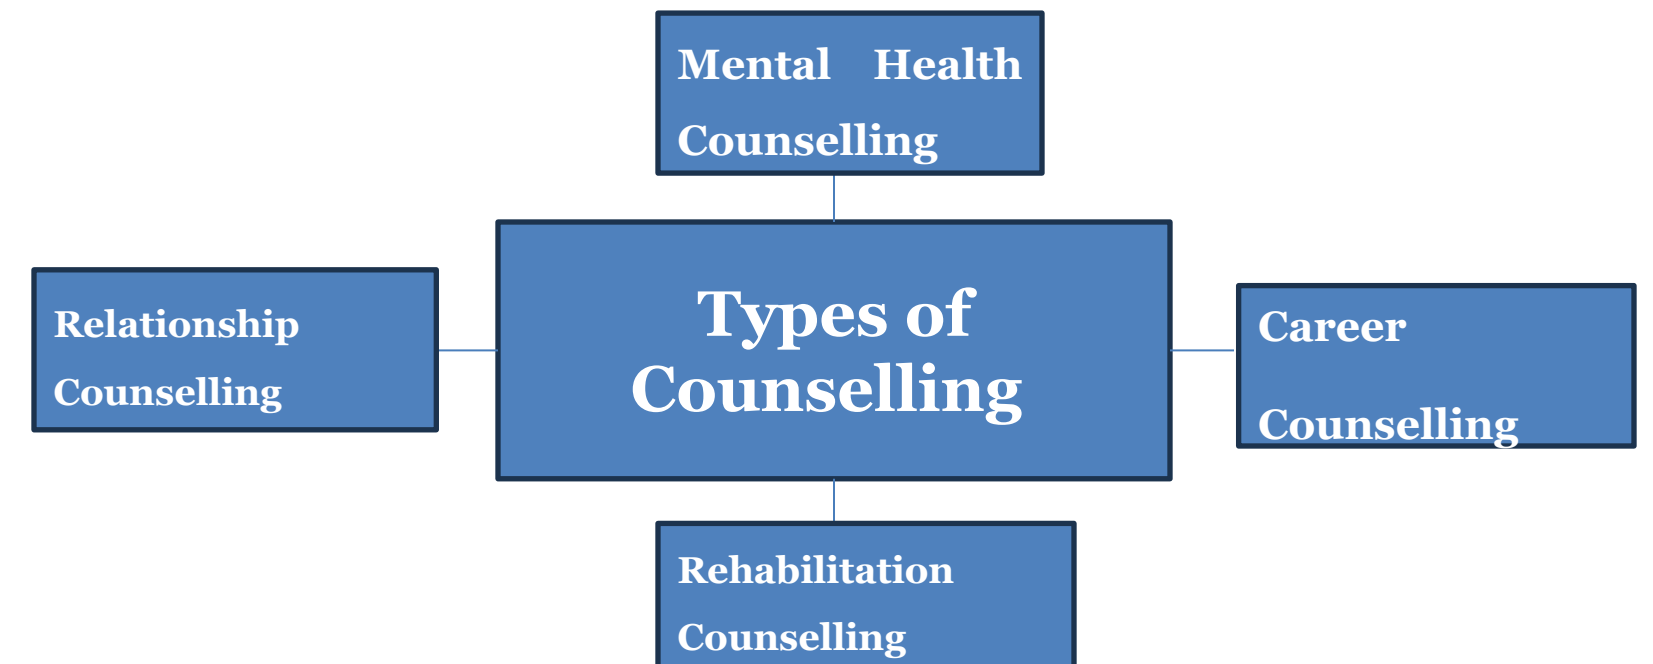 Mental Health
Counselling
Types of
Counselling
Relationship
Counselling
Career
Counselling
Rehabilitation
Counselling